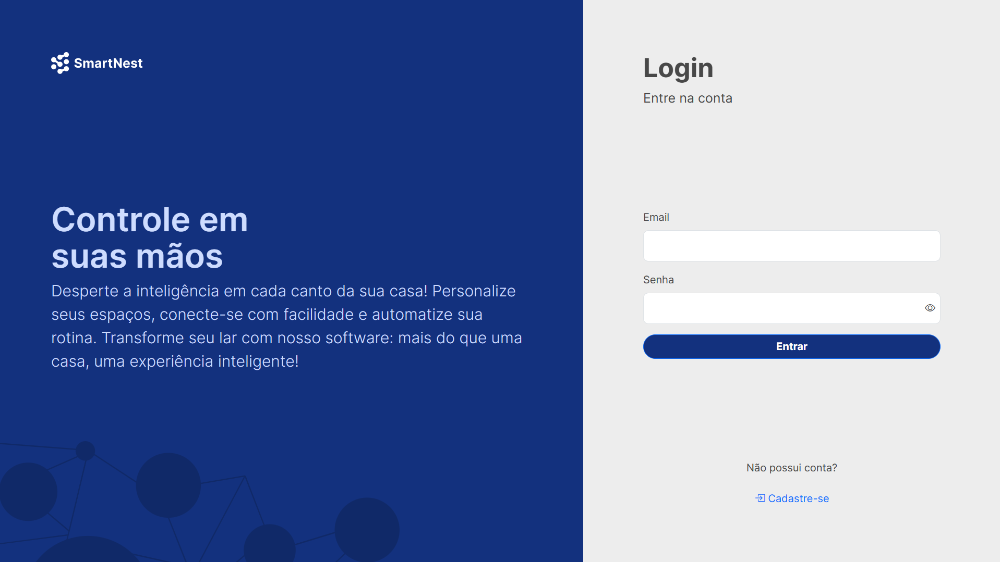 SmartNest
Controle em
suas mãos
Desperte a inteligência em cada canto da sua casa! Personalize
seus espaços, conecte-se com facilidade e automatize sua
rotina. Transforme seu lar com nosso software: mais do que uma
casa, uma experiência inteligente!
Login
Entre na conta
Email
Senha
Entrar
Não possui conta?
Cadastre-se